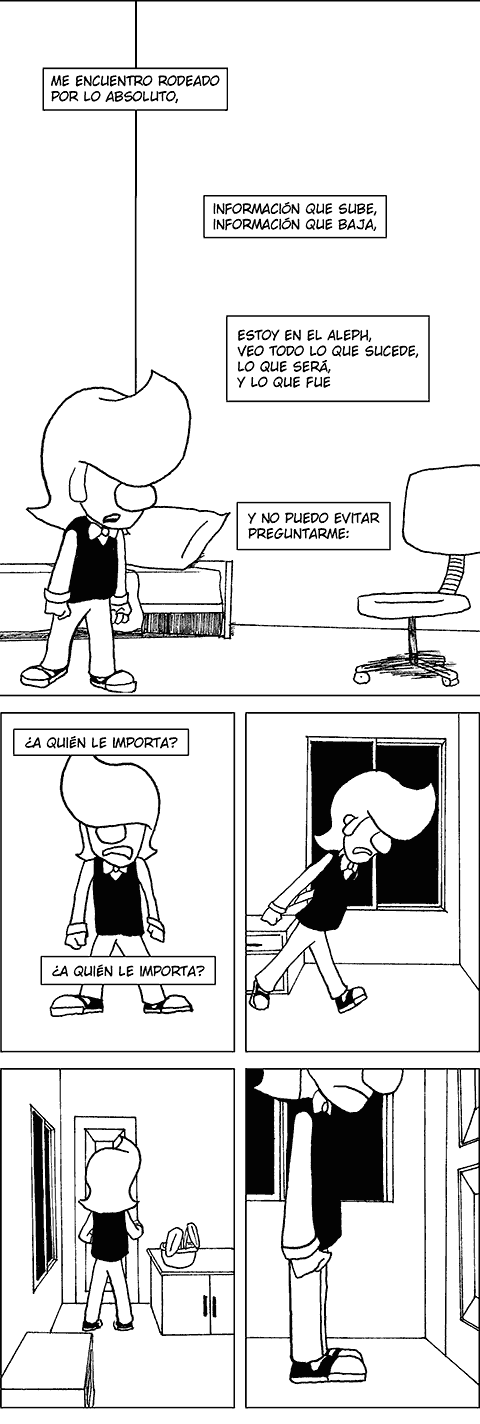 ME ENCUENTRO RODEADO
POR LO ABSOLUTO,
INFORMACIÓN QUE SUBE,
INFORMACIÓN QUE BAJA,
ESTOY EN EL ALEPH,
VEO TODO LO QUE SUCEDE,
LO QUE SERÁ,
Y LO QUE FUE
Y NO PUEDO EVITAR
PREGUNTARME:
¿A QUIÉN LE IMPORTA?
¿A QUIÉN LE IMPORTA?